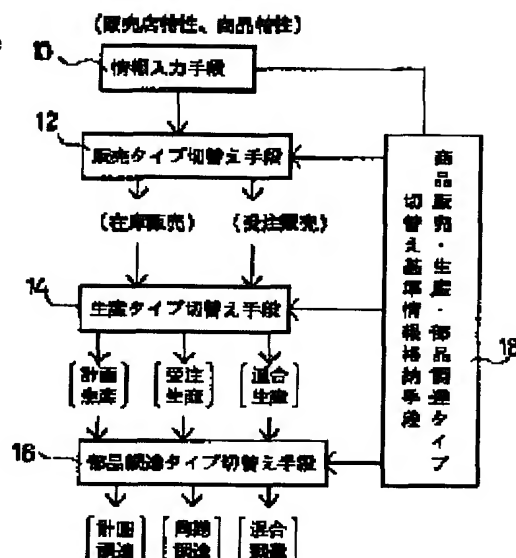 (販売店特性、商品特性)
10
情報入力手段
12
販売タイプ切替え手段
(在庫販売) (受注販売)
14
生産タイプ切替え手段
計画 受注 混合
生産 生産 生産
16
部品調達タイプ切替え手段
計画 混合
調達 調達 調達
商品販売・生産・部品調達タイプ
切替え基準情報格納手段
18